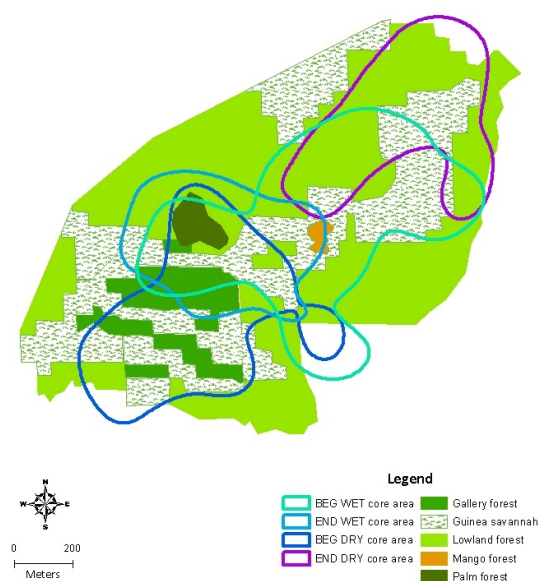 N
W E
S
0 200
Meters
Legend
BEG WET core area
END WET core area
BEG DRY core area
END DRY core area
Gallery forest
Guinea savannah
Lowland forest
Mango forest
Palm forest